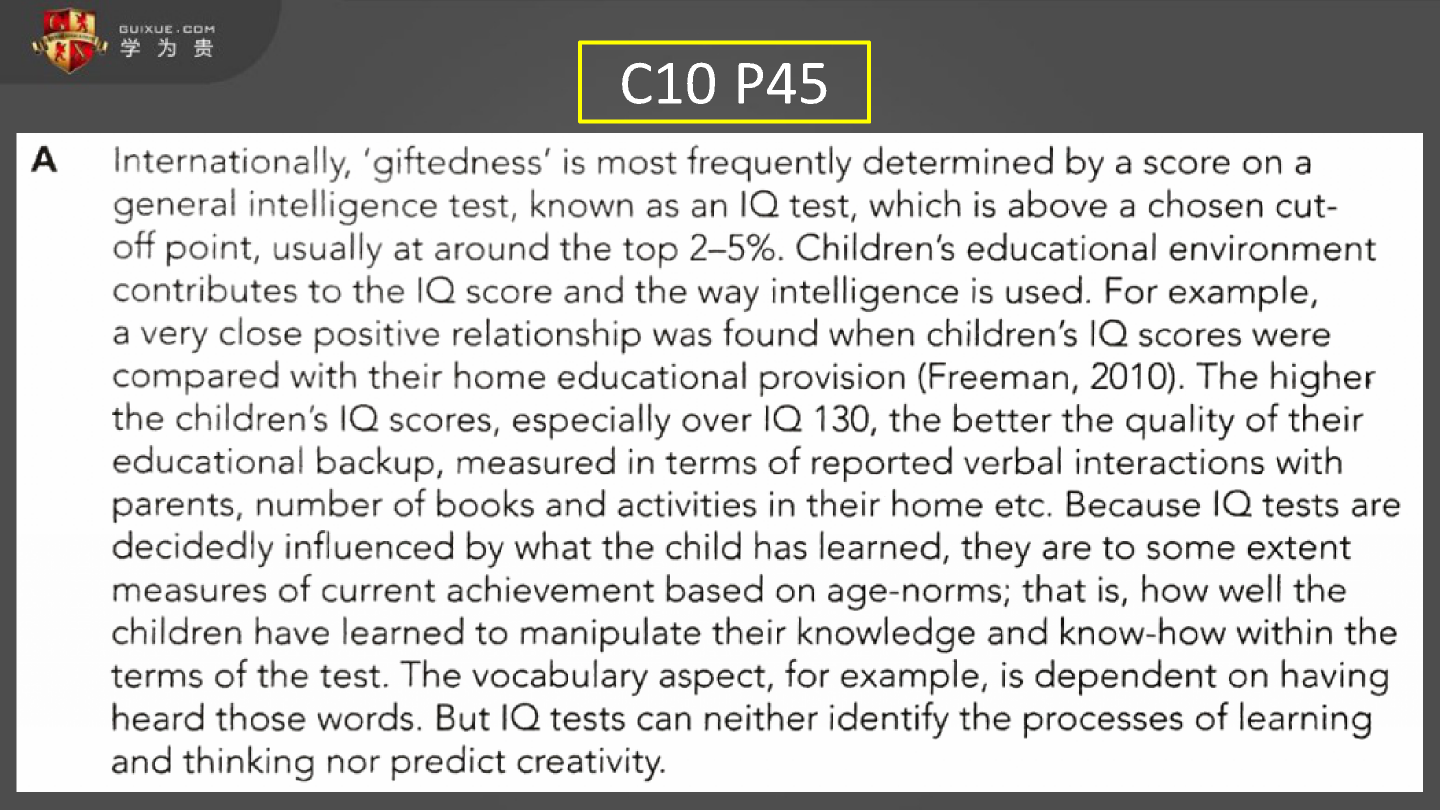 GUIXUE.COM
学为贵
C10 P45
A Internationally, ‘giftedness’ is most frequently determined by a score on a
general intelligence test, known as an IQ test, which is above a chosen cut-
off point, usually at around the top 2–5%. Children’s educational environment
contributes to the IQ score and the way intelligence is used. For example,
a very close positive relationship was found when children’s IQ scores were
compared with their home educational provision (Freeman, 2010). The higher
the children’s IQ scores, especially over IQ 130, the better the quality of their
educational backup, measured in terms of reported verbal interactions with
parents, number of books and activities in their home etc. Because IQ tests are
decidedly influenced by what the child has learned, they are to some extent
measures of current achievement based on age-norms; that is, how well the
children have learned to manipulate their knowledge and know-how within the
terms of the test. The vocabulary aspect, for example, is dependent on having
heard those words. But IQ tests can neither identify the processes of learning
and thinking nor predict creativity.